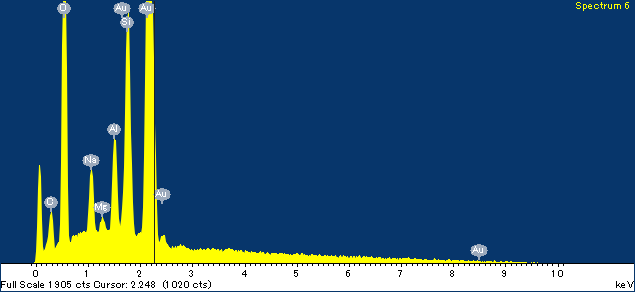 Spectrum 6
O Au Au
Si
Al
Na
Au
C Mg
Au
0 1 2 3 4 5 6 7 8 9 10
Full Scale 1905 cts Cursor: 2.248 (1020 cts) keV